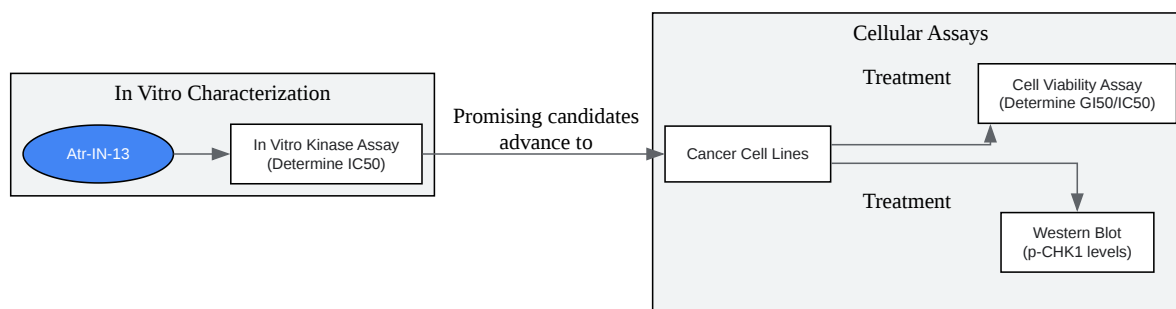 In Vitro Characterization
Atr-IN-13
In Vitro Kinase Assay
(Determine IC50)
Promising candidates
advance to
Cellular Assays
Cancer Cell Lines
Treatment
Cell Viability Assay
(Determine GI50/IC50)
Treatment
Western Blot
(p-CHK1 levels)